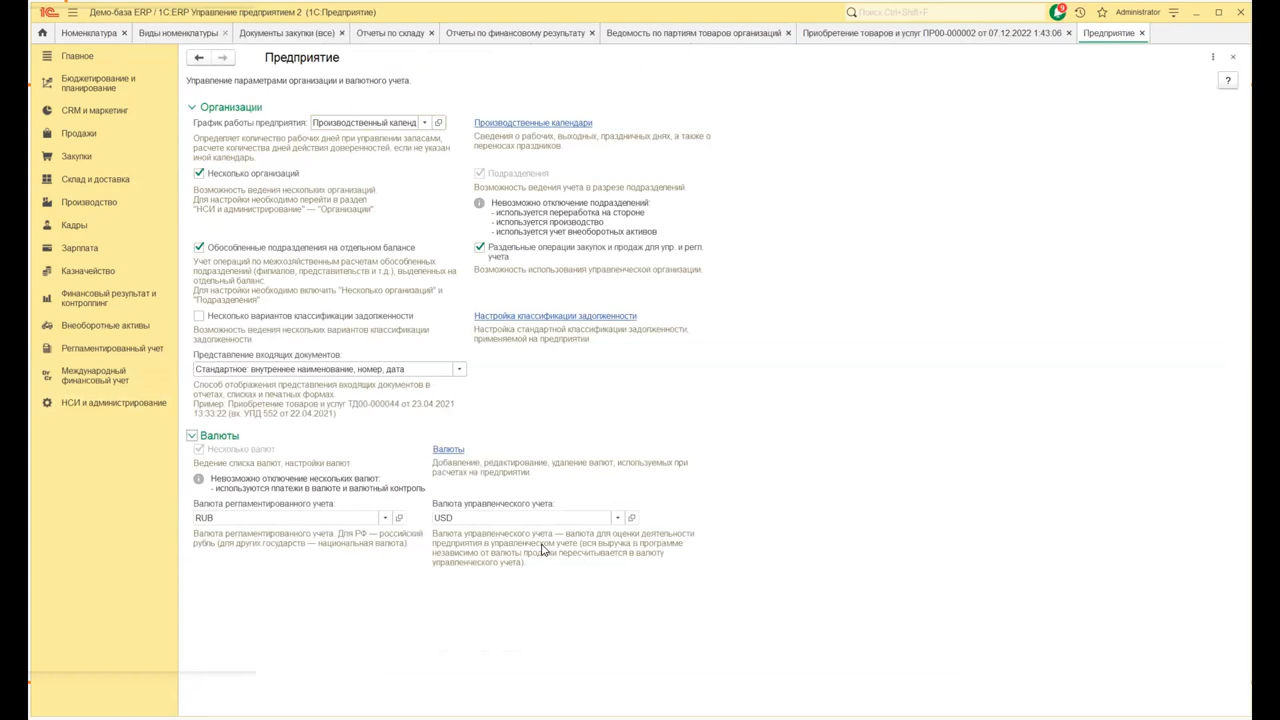 Демо-база ERP / 1С:ERP Управление предприятием 2 (1С:Предприятие)
Поиск Ctrl+Shift+F
Administrator
Номенклатура
Виды номенклатуры
Документы закупки (все)
Отчеты по складу
Отчеты по финансовому результату
Ведомость по партиям товаров организаций
Приобретение товаров и услуг ПР00-000002 от 07.12.2022 1:43:06
Предприятие
Главное
Бюджетирование и
планирование
CRM и маркетинг
Продажи
Закупки
Склад и доставка
Производство
Кадры
Зарплата
Казначейство
Финансовый результат и
контроллинг
Внеоборотные активы
Регламентированный учет
Международный
финансовый учет
НСИ и администрирование
Предприятие
?
Управление параметрами организации и валютного учета.
Организации
График работы предприятия: Производственный календ
Определяет количество рабочих дней при управлении запасами,
расчете количества дней действия доверенностей, если не указан
иной календарь.
Производственные календари
Сведения о рабочих, выходных, праздничных днях, а также о
переносах праздников.
Несколько организаций
Возможность ведения нескольких организаций.
Для настройки необходимо перейти в раздел
"НСИ и администрирование" — "Организации".
Подразделения
Возможность ведения учета в разрезе подразделений.
Невозможно отключение подразделений:
- используется переработка на стороне
- используется производство
- используется учет внеоборотных активов
Обособленные подразделения на отдельном балансе
Учет операций по межхозяйственным расчетам обособленных
подразделений (филиалов, представительств и т.д.), выделенных на
отдельный баланс.
Для настройки необходимо включить "Несколько организаций" и
"Подразделения"
Раздельные операции закупок и продаж для упр. и регл.
учета
Возможность использования управленческой организации.
Несколько вариантов классификации задолженности
Возможность ведения нескольких вариантов классификации
задолженности
Настройка классификации задолженности
Настройка стандартной классификации задолженности,
применяемой на предприятии
Представление входящих документов:
Стандартное: внутреннее наименование, номер, дата
Способ отображения представления входящих документов в
отчетах, списках и печатных формах
Пример: Приобретение товаров и услуг ТД00-000044 от 23.04.2021
13:33:22 (вх. УПД 552 от 22.04.2021)
Валюты
Несколько валют
Ведение списка валют, настройки валют
Невозможно отключение нескольких валют:
- используются платежи в валюте и валютный контроль
Валюты
Добавление, редактирование, удаление валют, используемых при
расчетах на предприятии.
Валюта регламентированного учета:
RUB
Валюта регламентированного учета. Для РФ — российский
рубль (для других государств — национальная валюта)
Валюта управленческого учета:
USD
Валюта управленческого учета — валюта для оценки деятельности
предприятия в управленческом учете (вся выручка в программе
независимо от валюты продажи пересчитывается в валюту
управленческого учета).